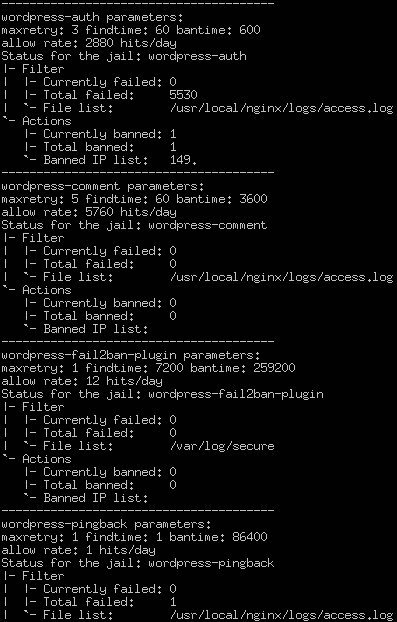 ----------------------------------------
wordpress-auth parameters:
maxretry: 3 findtime: 60 bantime: 600
allow rate: 2880 hits/day
Status for the jail: wordpress-auth
|- Filter
|  |- Currently failed: 0
|  |- Total failed:     5530
|  `- File list:        /usr/local/nginx/logs/access.log
`- Actions
   |- Currently banned: 1
   |- Total banned:     1
   `- Banned IP list:   149.
----------------------------------------
wordpress-comment parameters:
maxretry: 5 findtime: 60 bantime: 3600
allow rate: 5760 hits/day
Status for the jail: wordpress-comment
|- Filter
|  |- Currently failed: 0
|  |- Total failed:     0
|  `- File list:        /usr/local/nginx/logs/access.log
`- Actions
   |- Currently banned: 0
   |- Total banned:     0
   `- Banned IP list:
----------------------------------------
wordpress-fail2ban-plugin parameters:
maxretry: 1 findtime: 7200 bantime: 259200
allow rate: 12 hits/day
Status for the jail: wordpress-fail2ban-plugin
|- Filter
|  |- Currently failed: 0
|  |- Total failed:     0
|  `- File list:        /var/log/secure
`- Actions
   |- Currently banned: 0
   |- Total banned:     0
   `- Banned IP list:
----------------------------------------
wordpress-pingback parameters:
maxretry: 1 findtime: 1 bantime: 86400
allow rate: 1 hits/day
Status for the jail: wordpress-pingback
|- Filter
|  |- Currently failed: 0
|  |- Total failed:     1
|  `- File list:        /usr/local/nginx/logs/access.log